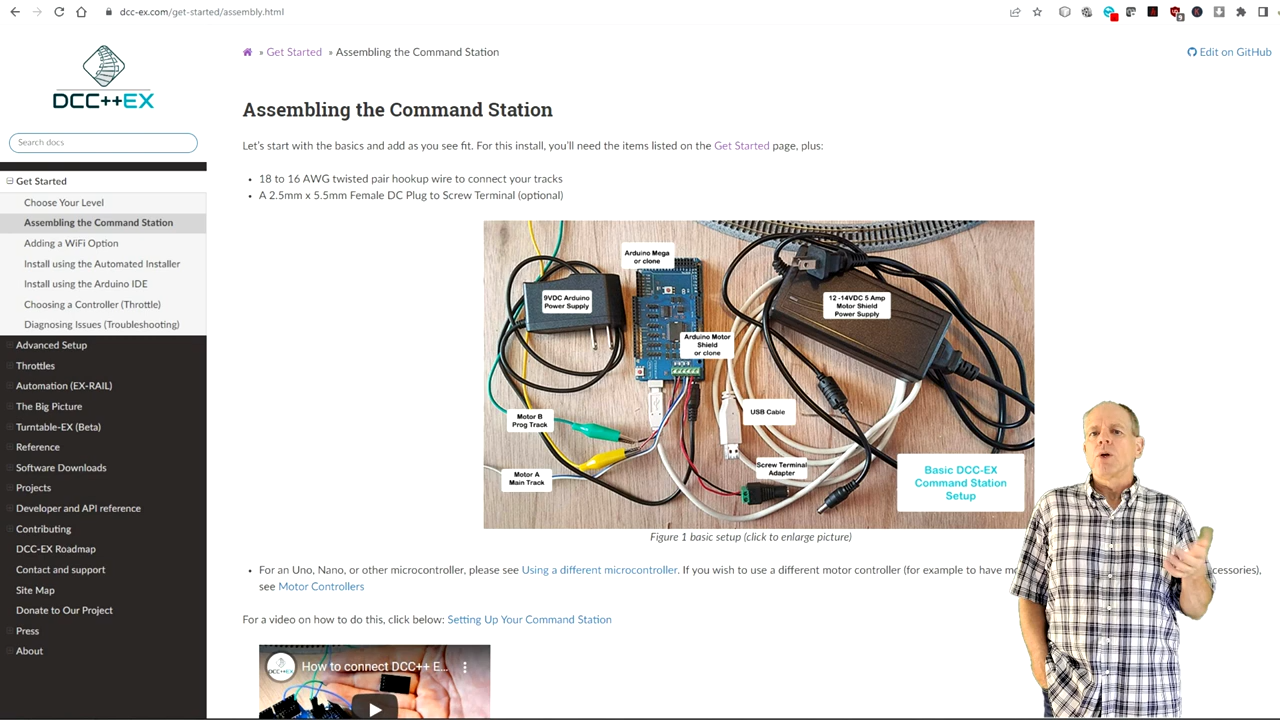 dcc-ex.com/get-started/assembly.html
9
DCC++EX
Search docs
Get Started
Choose Your Level
Assembling the Command Station
Adding a WiFi Option
Install using the Automated Installer
Install using the Arduino IDE
Choosing a Controller (Throttle)
Diagnosing Issues (Troubleshooting)
Advanced Setup
Throttles
Automation (EX-RAIL)
The Big Picture
Turntable-EX (Beta)
Reference
Software Downloads
Projects
Developer and API reference
Contributing
DCC-EX Roadmap
Contact and support
Site Map
Donate to Our Project
Press
About
» Get Started » Assembling the Command Station
Edit on GitHub
Assembling the Command Station
Let's start with the basics and add as you see fit. For this install, you'll need the items listed on the Get Started page, plus:
• 18 to 16 AWG twisted pair hookup wire to connect your tracks
• A 2.5mm x 5.5mm Female DC Plug to Screw Terminal (optional)
Arduino Mega
or clone
9VDC Arduino
Power Supply
12 -14VDC 5 Amp
Motor Shield
Power Supply
Arduino Motor
Shield
or clone
USB Cable
Motor B
Prog Track
Screw Terminal
Adapter
Motor A
Main Track
Basic DCC-EX
Command Station
Setup
Figure 1 basic setup (click to enlarge picture)
• For an Uno, Nano, or other microcontroller, please see Using a different microcontroller. If you wish to use a different motor controller (for example to have
see Motor Controllers
For a video on how to do this, click below: Setting Up Your Command Station
DCC++EX
How to connect DCC++ E...